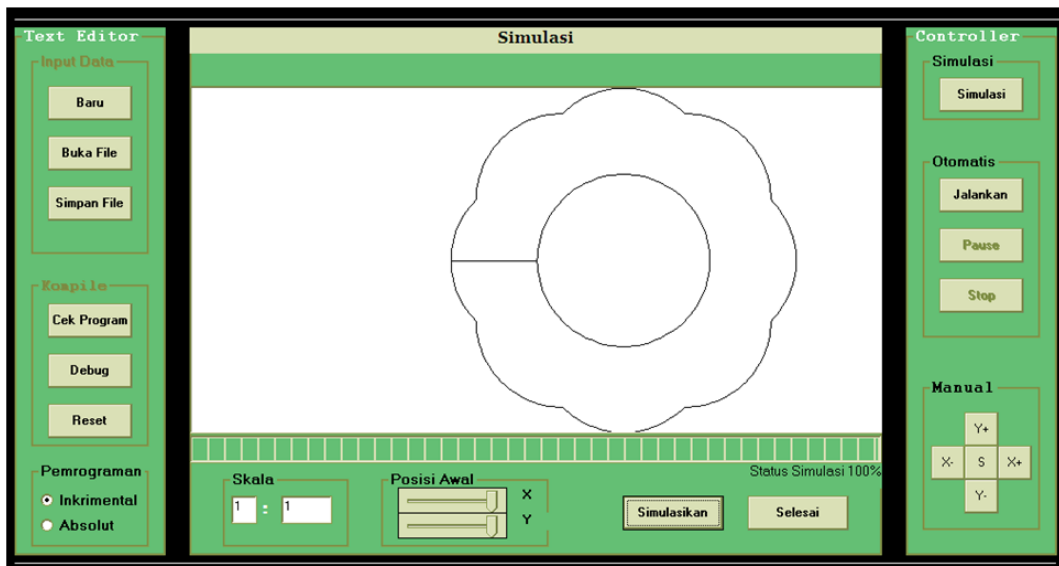 Text Editor
Input Data
Baru
Buka File
Simpan File
Kompile
Cek Program
Debug
Reset
Pemrograman
Inkrimental
Absolut
Simulasi
Status Simulasi 100%
Skala
1 : 1
Posisi Awal
X
Y
Simulasikan
Selesai
Controller
Simulasi
Simulasi
Otomatis
Jalankan
Pause
Stop
Manual
Y+
X- S X+
Y-